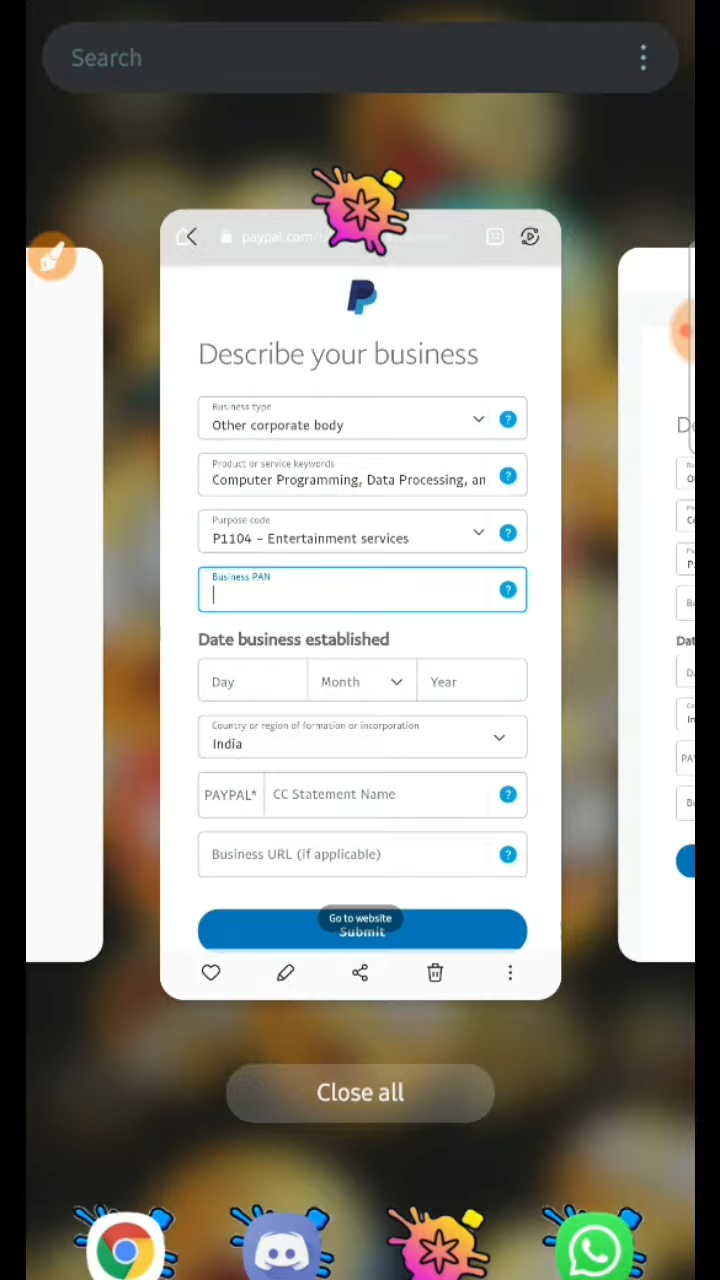 Search
paypal.com/
12
Describe your business
Business type
Other corporate body
?
Product or service keywords
Computer Programming, Data Processing, an
?
Purpose code
P1104 – Entertainment services
?
Business PAN
?
Date business established
Day
Month
Year
Country or region of formation or incorporation
India
PAYPAL*
CC Statement Name
?
Business URL (if applicable)
?
Go to website
Submit
Close all